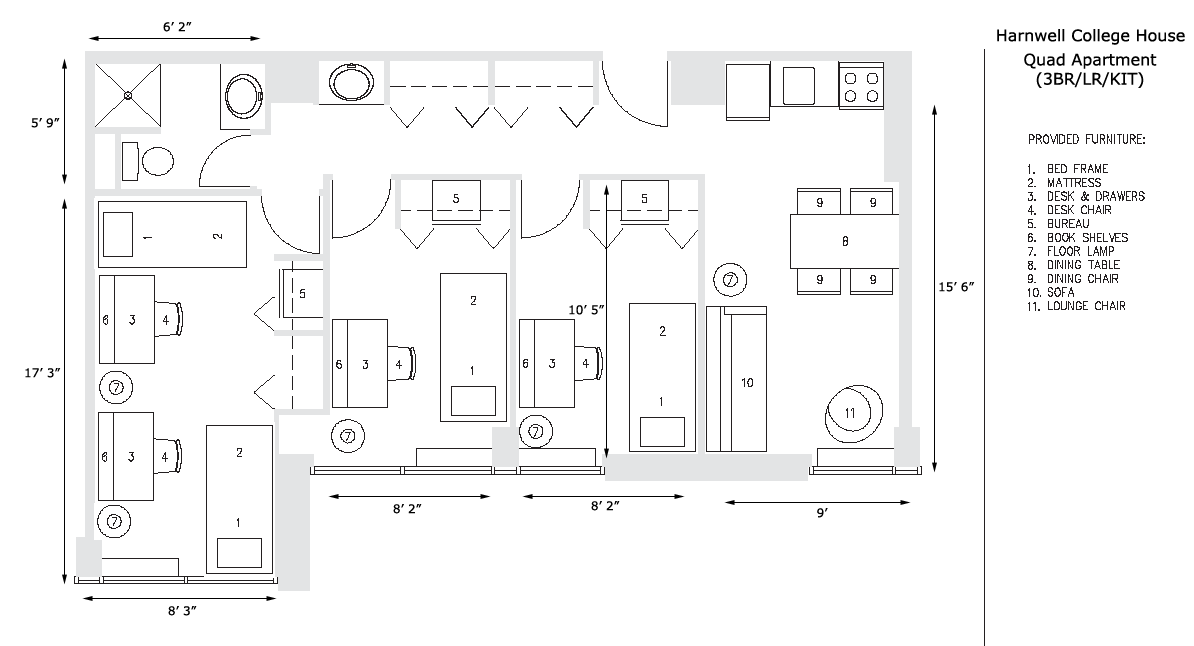 6' 2"
Harnwell College House
Quad Apartment
(3BR/LR/KIT)
5' 9"
PROVIDED FURNITURE:
1. BED FRAME
2. MATTRESS
3. DESK & DRAWERS
4. DESK CHAIR
5. BUREAU
6. BOOK SHELVES
7. FLOOR LAMP
8. DINING TABLE
9. DINING CHAIR
10. SOFA
11. LOUNGE CHAIR
5 5 9 9
1 2 8
7 9 9
15' 6"
5 2
6 3 4 10' 5"
2
17' 3"
6 3 4 1 6 3 4 1 10
7 11
7 7
6 3 4 2
8' 2" 8' 2" 9'
7 1
8' 3"